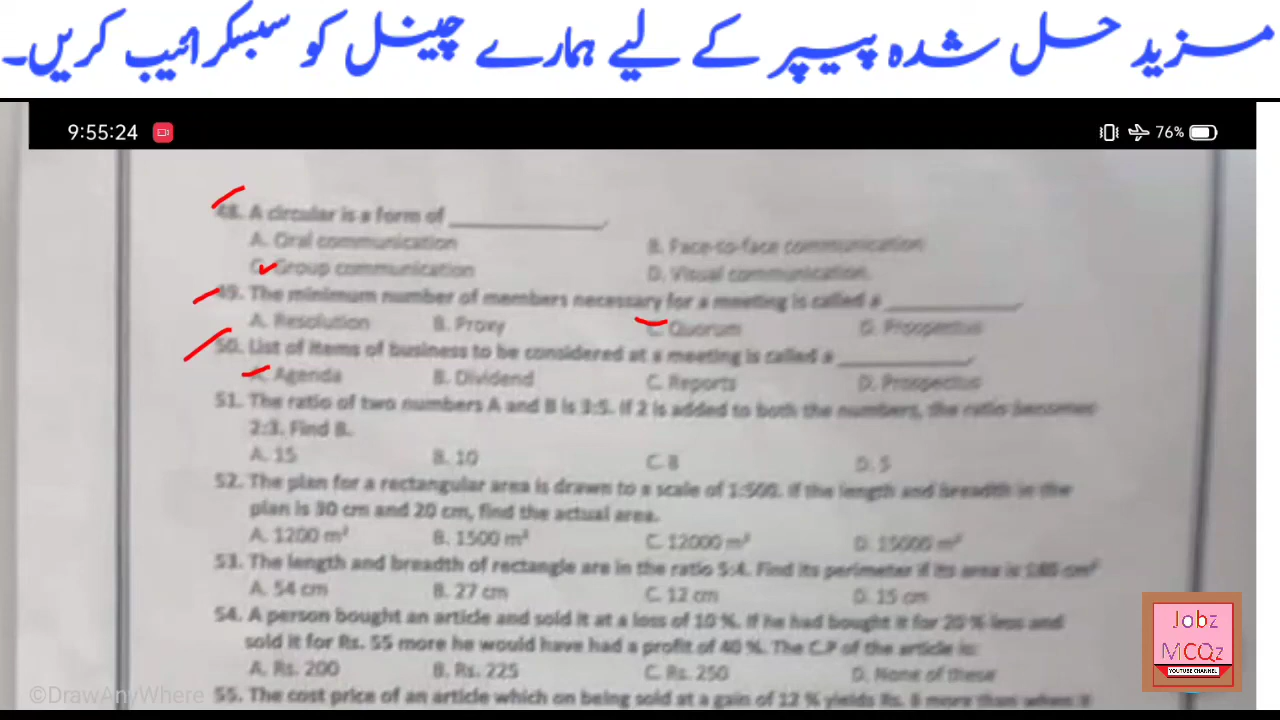 مزید حل شدہ پیپر کے لیے ہمارے چینل کو سبسکرائیب کریں۔
9:55:24
76%
48. A circular is a form of ____________.
A. Oral communication B. Face-to-face communication
C. Group communication D. Visual communication
49. The minimum number of members necessary for a meeting is called a ____________.
A. Resolution B. Proxy C. Quorum D. Prospectus
50. List of items of business to be considered at a meeting is called a ____________.
A. Agenda B. Dividend C. Reports D. Prospectus
51. The ratio of two numbers A and B is 3:5. If 2 is added to both the numbers, the ratio becomes
2:3. Find B.
A. 15 B. 10 C. 8 D. 5
52. The plan for a rectangular area is drawn to a scale of 1:500. If the length and breadth in the
plan is 30 cm and 20 cm, find the actual area.
A. 1200 m² B. 1500 m² C. 12000 m² D. 15000 m²
53. The length and breadth of rectangle are in the ratio 5:4. Find its perimeter if its area is cm²
A. 54 cm B. 27 cm C. 12 cm D. 15 cm
54. A person bought an article and sold it at a loss of 10 %. If he had bought it for 20 % less and
sold it for Rs. 55 more he would have had a profit of 40 %. The C.P of the article is:
A. Rs. 200 B. Rs. 225 C. Rs. 250 D. None of these
55. The cost price of an article which on being sold at a gain of 12 % yields Rs. 8 more than when it
Jobz
MCQz
YOUTUBE CHANNEL
©DrawAnyWhere